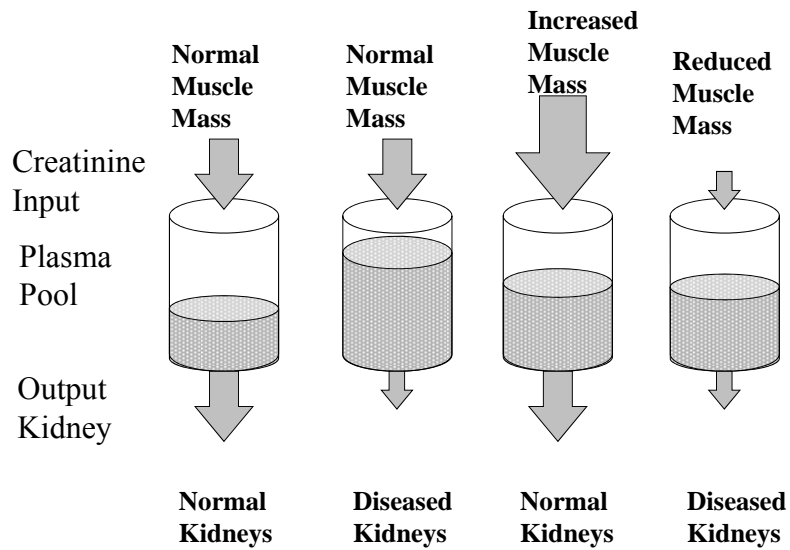 Normal
Muscle
Mass
Normal
Muscle
Mass
Increased
Muscle
Mass
Reduced
Muscle
Mass
Creatinine
Input
Plasma
Pool
Output
Kidney
Normal
Kidneys
Diseased
Kidneys
Normal
Kidneys
Diseased
Kidneys